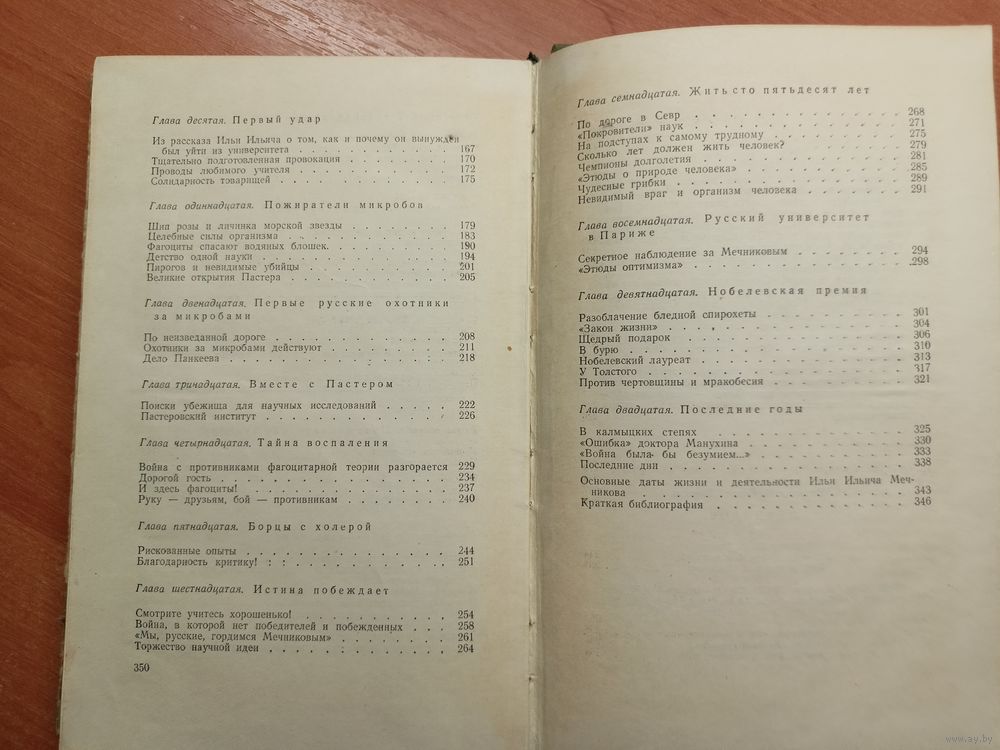 Глава десятая. Первый удар
Из рассказа Ильи Ильича о том, как и почему он вынужден
был уйти из университета . . . . . . . 167
Тщательно подготовленная провокация . . . . . 170
Проводы любимого учителя . . . . . . . 172
Солидарность товарищей . . . . . . . . 175
Глава одиннадцатая. Пожиратели микробов
Шип розы и личинка морской звезды . . . . . . 179
Целебные силы организма . . . . . . . . 183
Фагоциты спасают водяных блошек. . . . . . . 190
Детство одной науки . . . . . . . . . 194
Пирогов и невидимые убийцы . . . . . . . 201
Великие открытия Пастера . . . . . . . . 205
Глава двенадцатая. Первые русские охотники
за микробами
По неизведанной дороге . . . . . . . . 208
Охотники за микробами действуют . . . . . . 211
Дело Панкеева . . . . . . . . . . 218
Глава тринадцатая. Вместе с Пастером
Поиски убежища для научных исследований . . . . . 222
Пастеровский институт . . . . . . . . 226
Глава четырнадцатая. Тайна воспаления
Война с противниками фагоцитарной теории разгорается 229
Дорогой гость . . . . . . . . . . 234
И здесь фагоциты! . . . . . . . . . 237
Руку — друзьям, бой — противникам . . . . . . 240
Глава пятнадцатая. Борцы с холерой
Рискованные опыты . . . . . . . . . 244
Благодарность критику! . . . . . . . . 251
Глава шестнадцатая. Истина побеждает
Смотрите учитесь хорошенько! . . . . . . . 254
Война, в которой нет победителей и побежденных . . . 258
«Мы, русские, гордимся Мечниковым» . . . . . . 261
Торжество научной идеи . . . . . . . . 264
350
Глава семнадцатая. Жить сто пятьдесят лет
По дороге в Севр . . . . . . . . . 268
«Покровители» наук . . . . . . . . . 271
На подступах к самому трудному . . . . . . 275
Сколько лет должен жить человек? . . . . . . 279
Чемпионы долголетия . . . . . . . . . 281
«Этюды о природе человека» . . . . . . . 285
Чудесные грибки . . . . . . . . . . 289
Невидимый враг и организм человека . . . . . . 291
Глава восемнадцатая. Русский университет
в Париже
Секретное наблюдение за Мечниковым . . . . . . 294
«Этюды оптимизма» . . . . . . . . . 298
Глава девятнадцатая. Нобелевская премия
Разоблачение бледной спирохеты . . . . . . 301
«Закон жизни» . . . . . . . . . . 304
Щедрый подарок . . . . . . . . . . 306
В бурю . . . . . . . . . . . . 310
Нобелевский лауреат . . . . . . . . . 313
У Толстого . . . . . . . . . . . 317
Против чертовщины и мракобесия . . . . . . 321
Глава двадцатая. Последние годы
В калмыцких степях . . . . . . . . . 325
«Ошибка» доктора Манухина . . . . . . . 330
«Война была бы безумием...» . . . . . . . 333
Последние дни . . . . . . . . . . 338
Основные даты жизни и деятельности Ильи Ильича Меч-
никова . . . . . . . . . . . . 343
Краткая библиография . . . . . . . . 346
www.ay.by